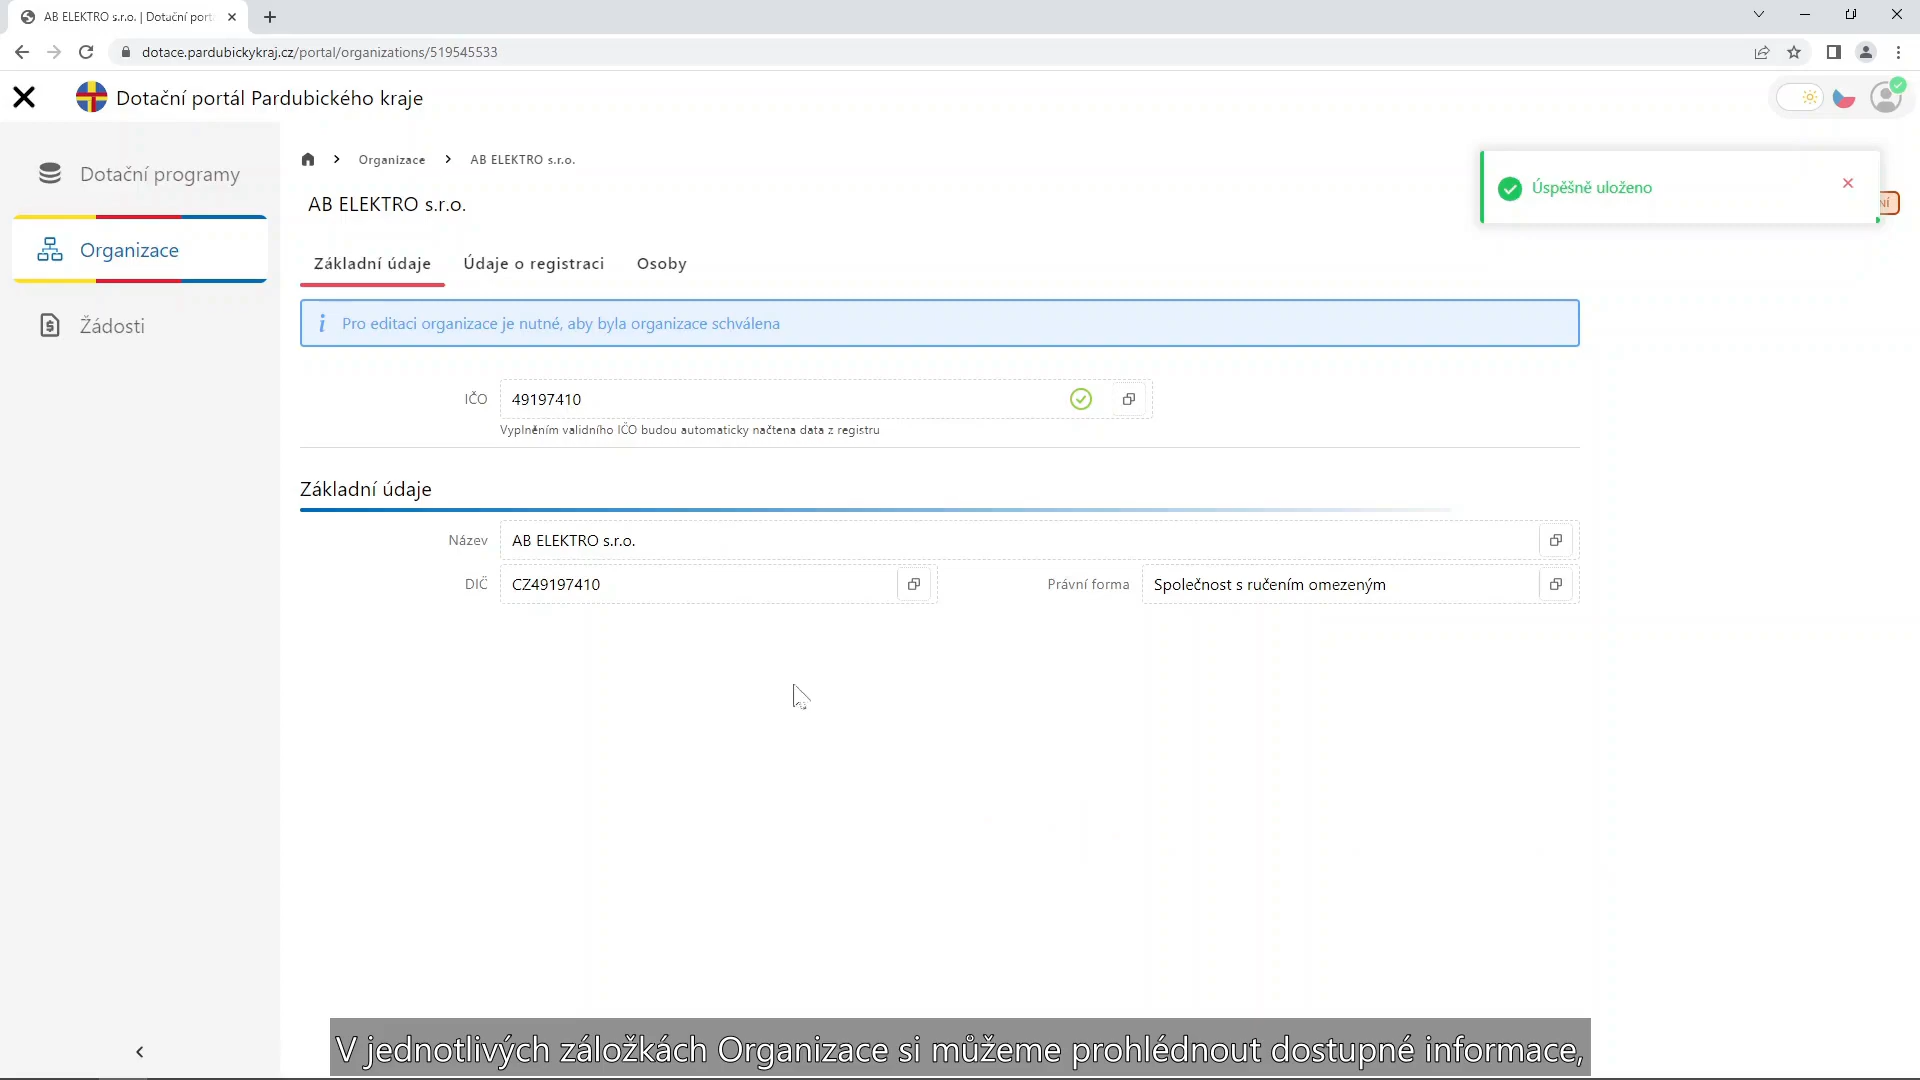 AB ELEKTRO s.r.o. | Dotační port
dotace.pardubickykraj.cz/portal/organizations/519545533
Dotační portál Pardubického kraje
Dotační programy
Organizace
Žádosti
Organizace
AB ELEKTRO s.r.o.
AB ELEKTRO s.r.o.
Úspěšně uloženo
Základní údaje
Údaje o registraci
Osoby
Pro editaci organizace je nutné, aby byla organizace schválena
IČO
49197410
Vyplněním validního IČO budou automaticky načtena data z registru
Základní údaje
Název
AB ELEKTRO s.r.o.
DIČ
CZ49197410
Právní forma
Společnost s ručením omezeným
V jednotlivých záložkách Organizace si můžeme prohlédnout dostupné informace,